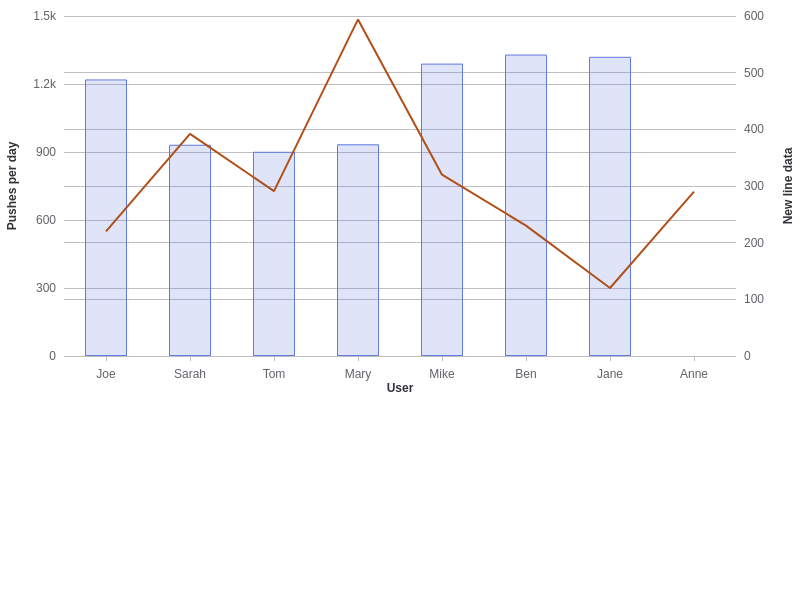 Pushes per day
1.5k
1.2k
900
600
300
0
600
500
400
300
200
100
0
New line data
Joe Sarah Tom Mary Mike Ben Jane Anne
User